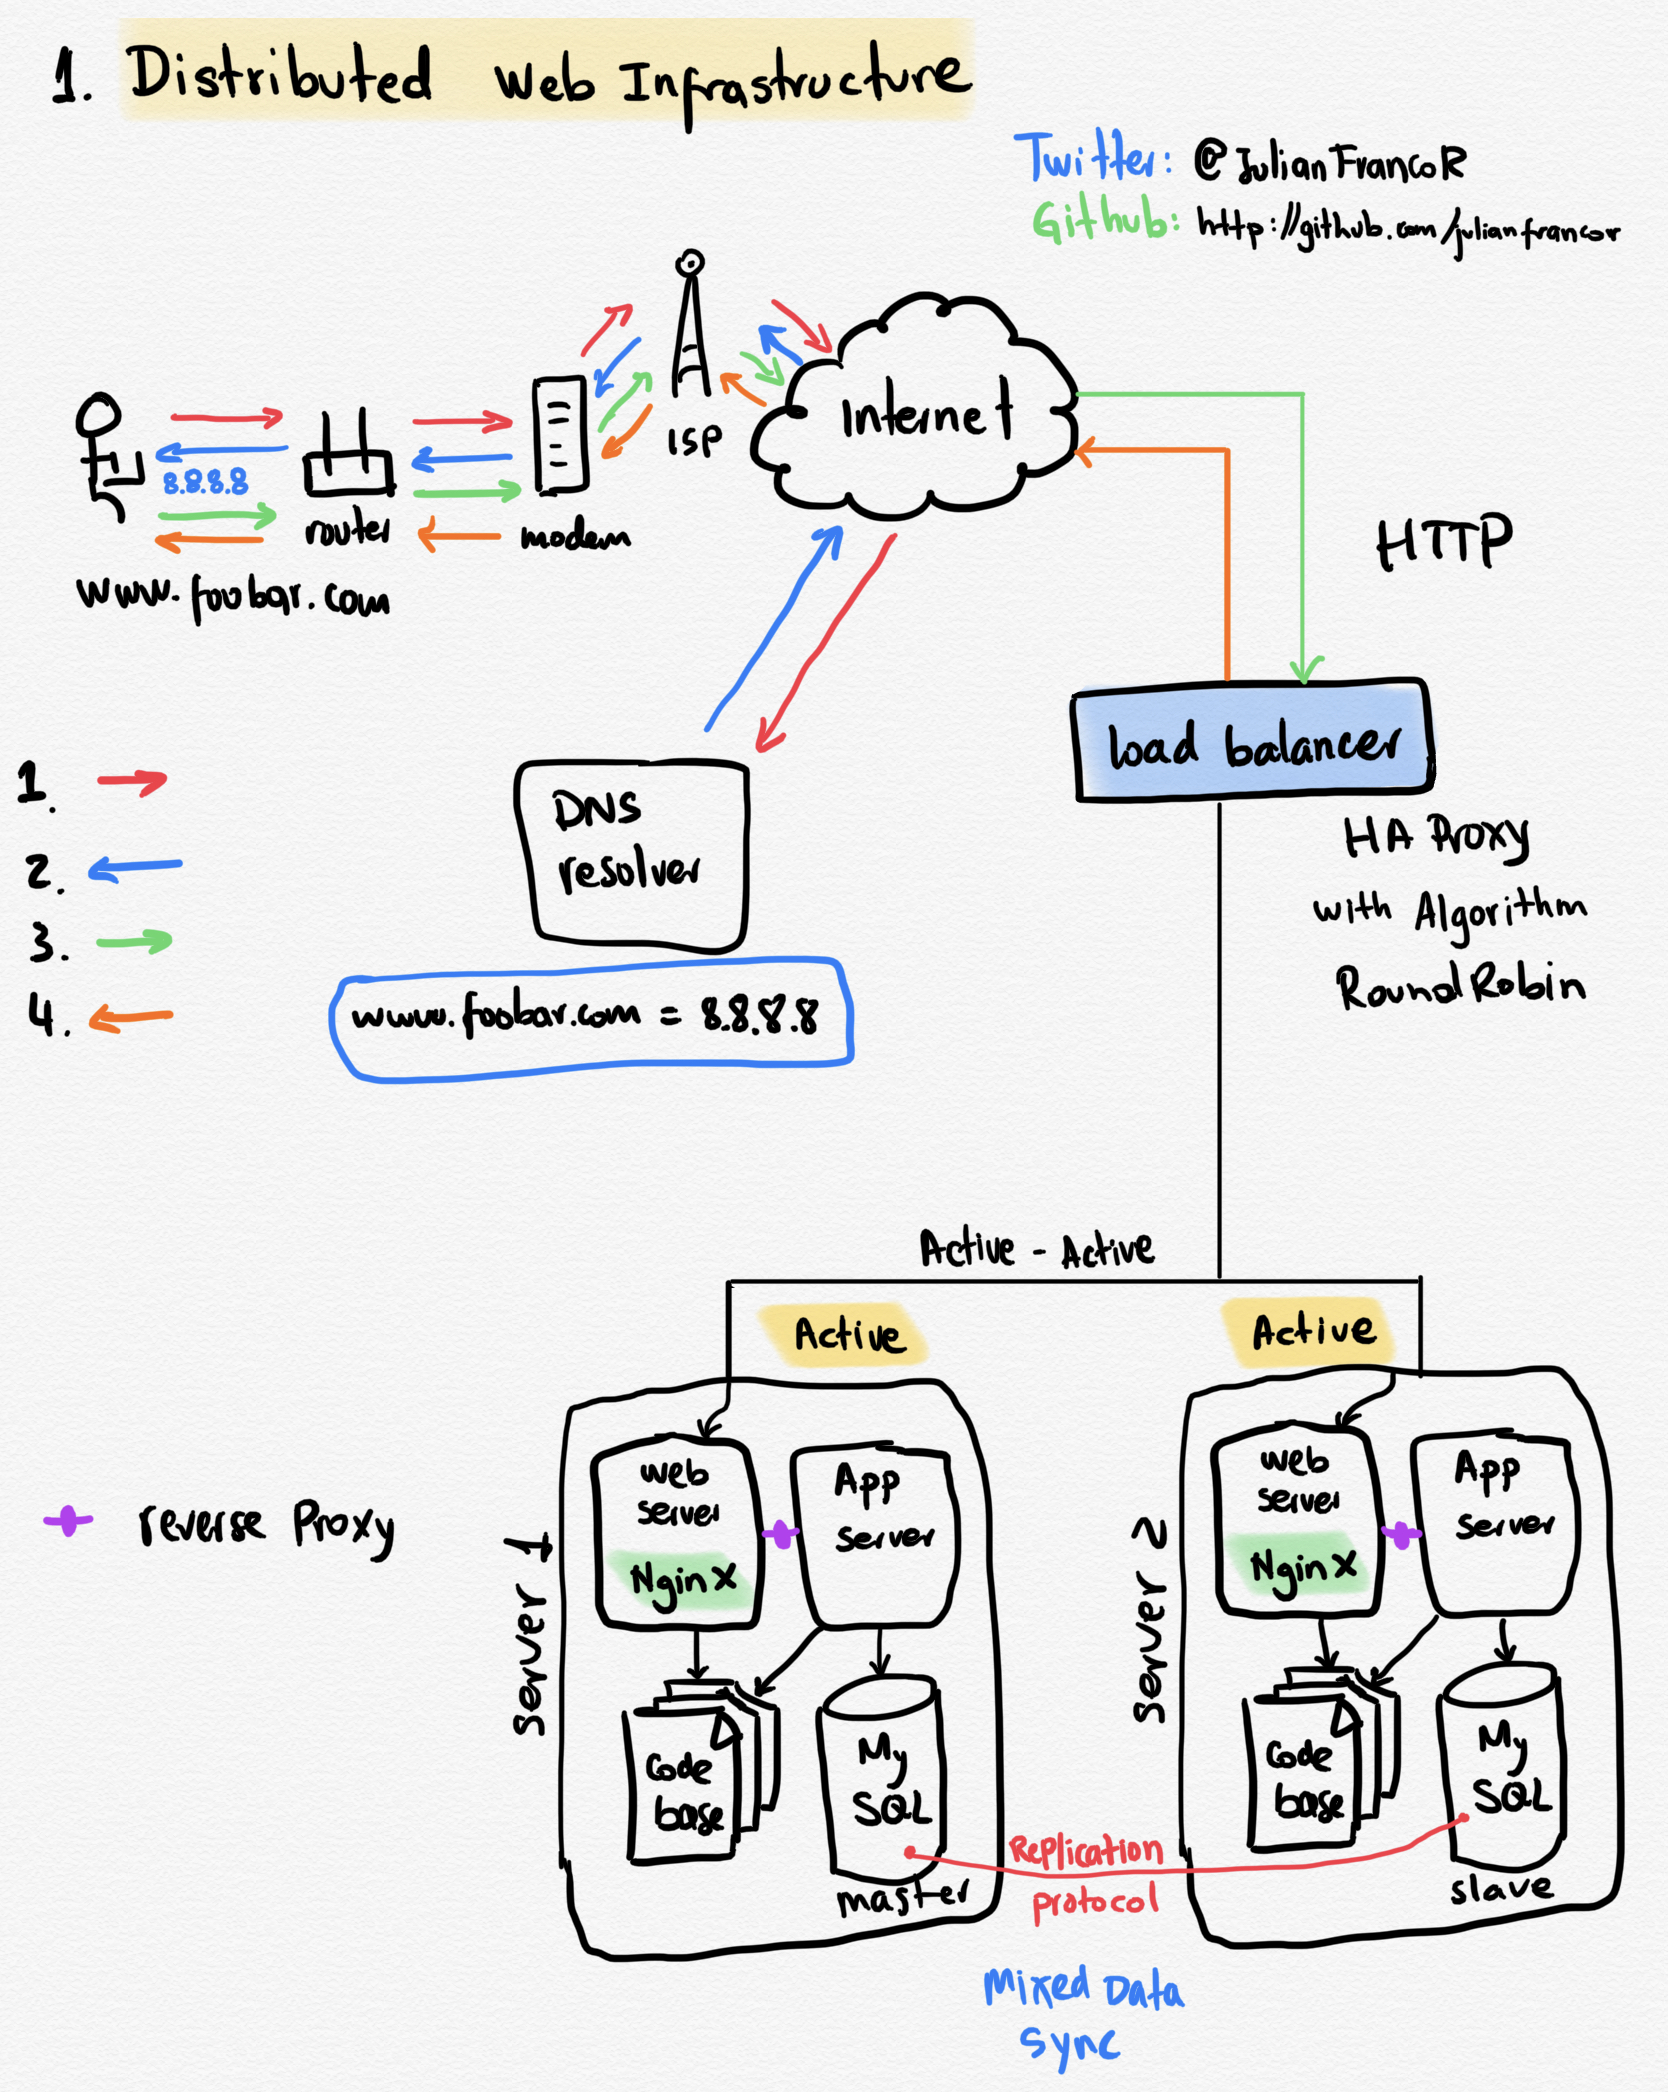 1. Distributed Web Infrastructure
Twitter: @JulianFrancoR
Github: http://github.com/julianfrancor
Internet
ISP
8.8.8.8
router
modem
www.foobar.com
HTTP
load balancer
HA Proxy
with Algorithm
RoundRobin
DNS
resolver
www.foobar.com = 8.8.8.8
1.
2.
3.
4.
Active - Active
Active
Active
reverse Proxy
Server 1
web
server
Nginx
App
server
Code
base
My
SQL
master
Server 2
web
server
Nginx
App
server
Code
base
My
SQL
slave
Replication
protocol
Mixed Data
Sync